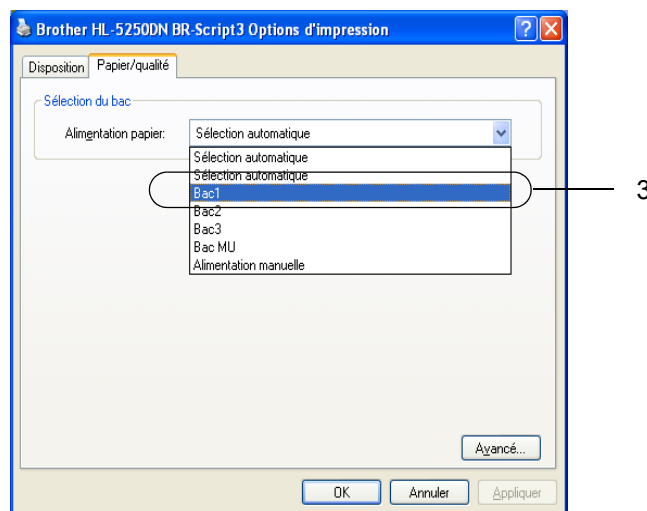 Brother HL-5250DN BR-Script3 Options d'impression
Disposition Papier/qualité
Sélection du bac
Alimentation papier: Sélection automatique
Sélection automatique
Sélection automatique
Bac1
3
Bac2
Bac3
Bac MU
Alimentation manuelle
Avancé...
OK Annuler Appliquer